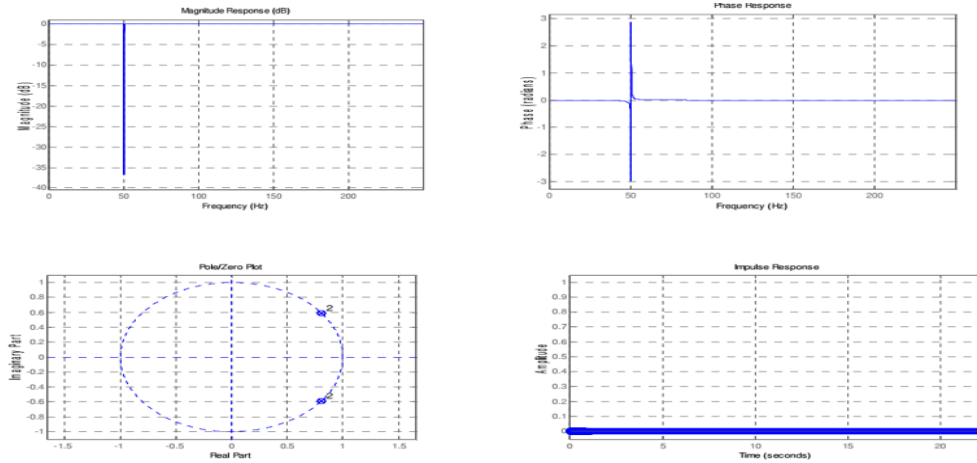 Magnitude Response (dB)
0
-5
-10
-15
-20
-25
-30
-35
-40
Magnitude (dB)
0 50 100 150 200
Frequency (Hz)
Phase Response
3
2
1
0
-1
-2
-3
Phase (radians)
0 50 100 150 200
Frequency (Hz)
Pole/Zero Plot
1
0.8
0.6
0.4
0.2
0
-0.2
-0.4
-0.6
-0.8
-1
Imaginary Part
2
2
-1.5 -1 -0.5 0 0.5 1 1.5
Real Part
Impulse Response
1
0.9
0.8
0.7
0.6
0.5
0.4
0.3
0.2
0.1
0
Amplitude
0 5 10 15 20
Time (seconds)